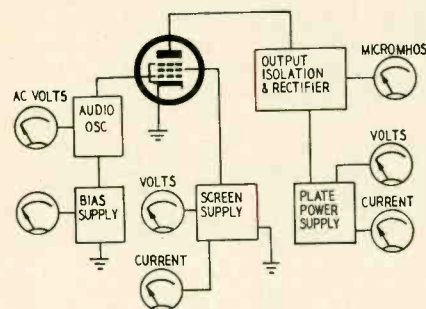 OUTPUT
ISOLATION
& RECTIFIER
MICROMHOS
AC VOLTS
AUDIO
OSC
BIAS
SUPPLY
VOLTS
SCREEN
SUPPLY
CURRENT
PLATE
POWER
SUPPLY
VOLTS
CURRENT